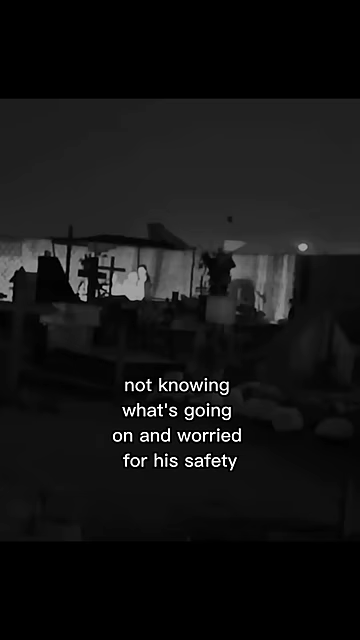 not knowing
what's going
on and worried
for his safety